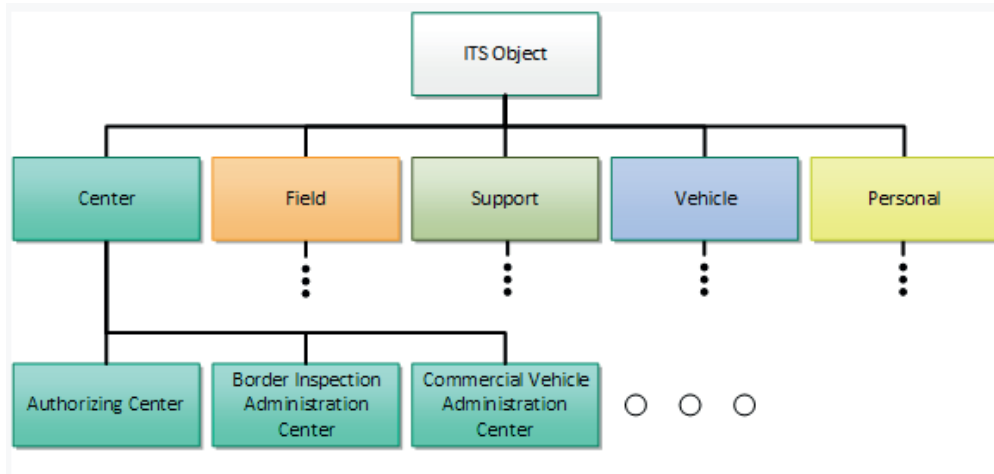 ITS Object
Center
Field
Support
Vehicle
Personal
Authorizing Center
Border Inspection
Administration
Center
Commercial Vehicle
Administration
Center